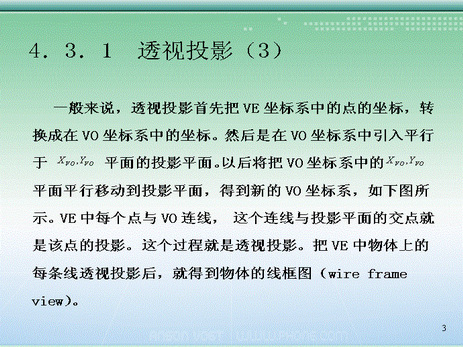 4．3．1 透视投影（3）
一般来说，透视投影首先把 VE 坐标系中的点的坐标，转
换成在 VO 坐标系中的坐标。然后是在 VO 坐标系中引入平行
于 XVO,YVO 平面的投影平面。以后将把 VO 坐标系中的 XVO,YVO
平面平行移动到投影平面，得到新的 VO 坐标系，如下图所
示。VE 中每个点与 VO 连线， 这个连线与投影平面的交点就
是该点的投影。这个过程就是透视投影。把 VE 中物体上的
每条线透视投影后，就得到物体的线框图（wire frame
view）。
3